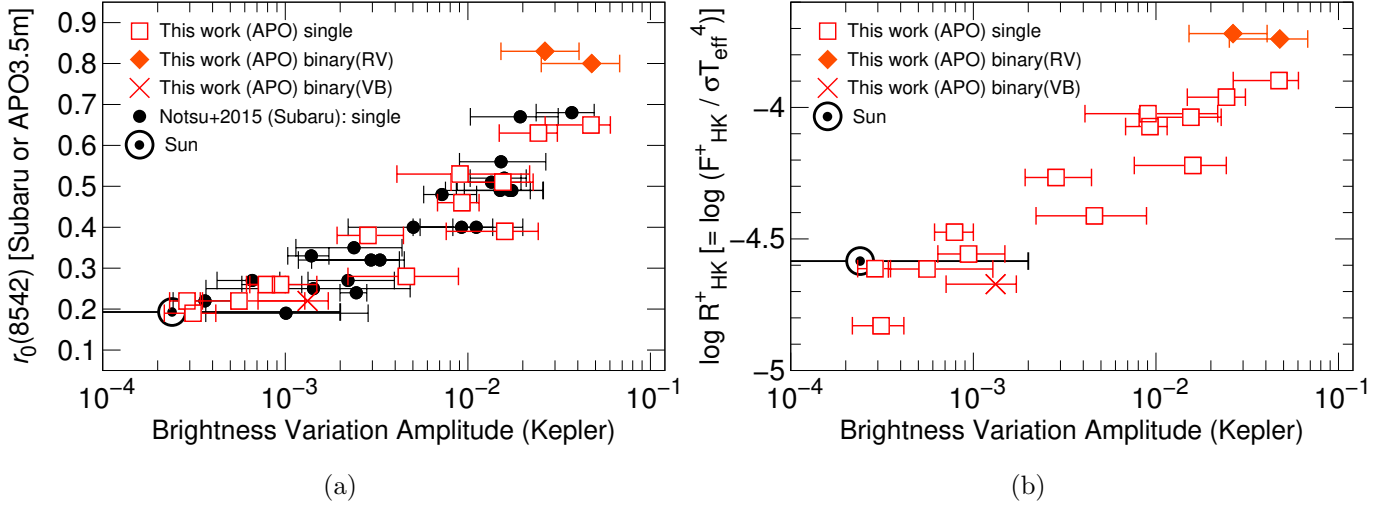 r₀(8542) [Subaru or APO3.5m]
0.9
0.8
0.7
0.6
0.5
0.4
0.3
0.2
0.1
This work (APO) single
This work (APO) binary(RV)
This work (APO) binary(VB)
Notsu+2015 (Subaru): single
Sun
10⁻⁴ 10⁻³ 10⁻² 10⁻¹
Brightness Variation Amplitude (Kepler)
(a)
log R⁺HK [= log (F⁺HK / σTeff⁴)]
−4
−4.5
−5
This work (APO) single
This work (APO) binary(RV)
This work (APO) binary(VB)
Sun
10⁻⁴ 10⁻³ 10⁻² 10⁻¹
Brightness Variation Amplitude (Kepler)
(b)